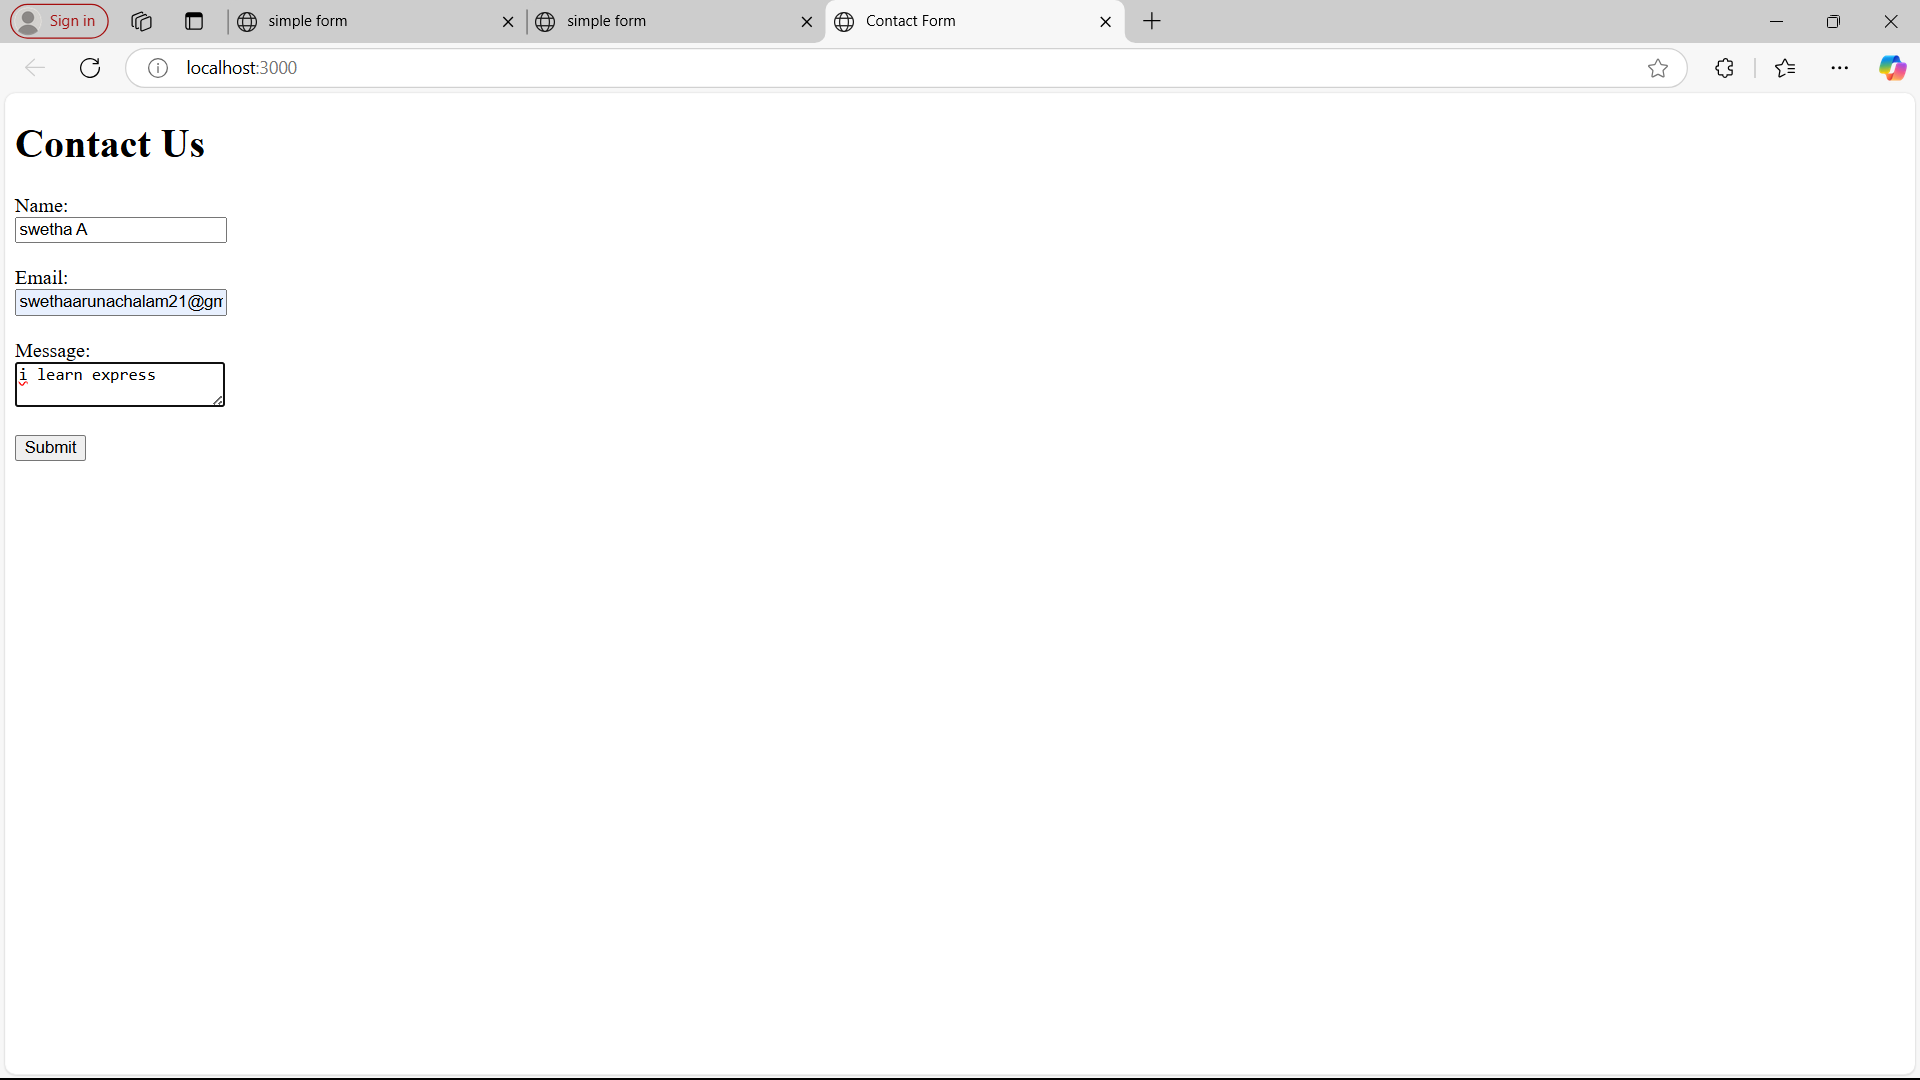 Sign in
simple form
simple form
Contact Form
localhost:3000
Contact Us
Name:
swetha A
Email:
swethaarunachalam21@gm
Message:
i learn express
Submit